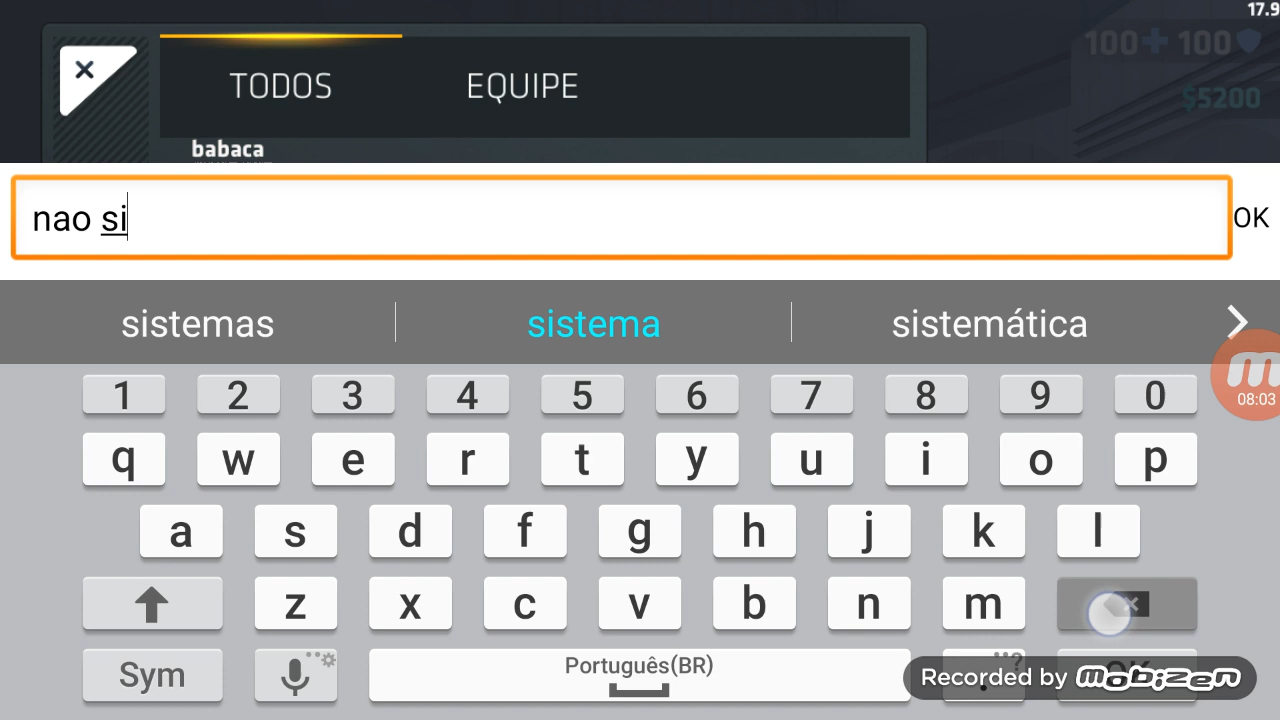 17.9
100 100
$5200
TODOS EQUIPE
babaca
nao si OK
sistemas sistema sistemática
08:03
1 2 3 4 5 6 7 8 9 0
q w e r t y u i o p
a s d f g h j k l
z x c v b n m
Sym Português(BR)
Recorded by mobizen